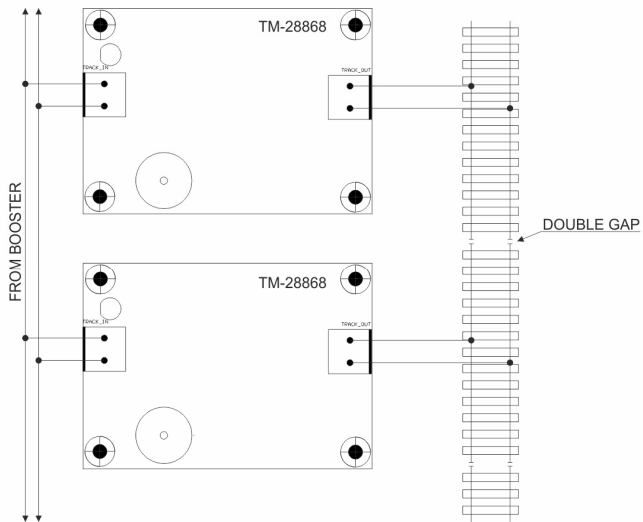 TM-28868
TRACK_IN
TRACK_OUT
FROM BOOSTER
DOUBLE GAP
TM-28868
TRACK_IN
TRACK_OUT